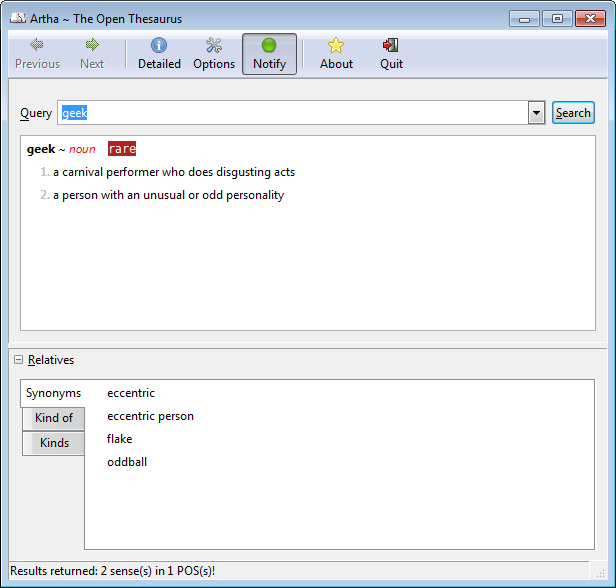 Artha ~ The Open Thesaurus
Previous Next Detailed Options Notify About Quit
Query geek Search
geek ~ noun rare
1. a carnival performer who does disgusting acts
2. a person with an unusual or odd personality
Relatives
Synonyms eccentric
Kind of eccentric person
Kinds flake
oddball
Results returned: 2 sense(s) in 1 POS(s)!